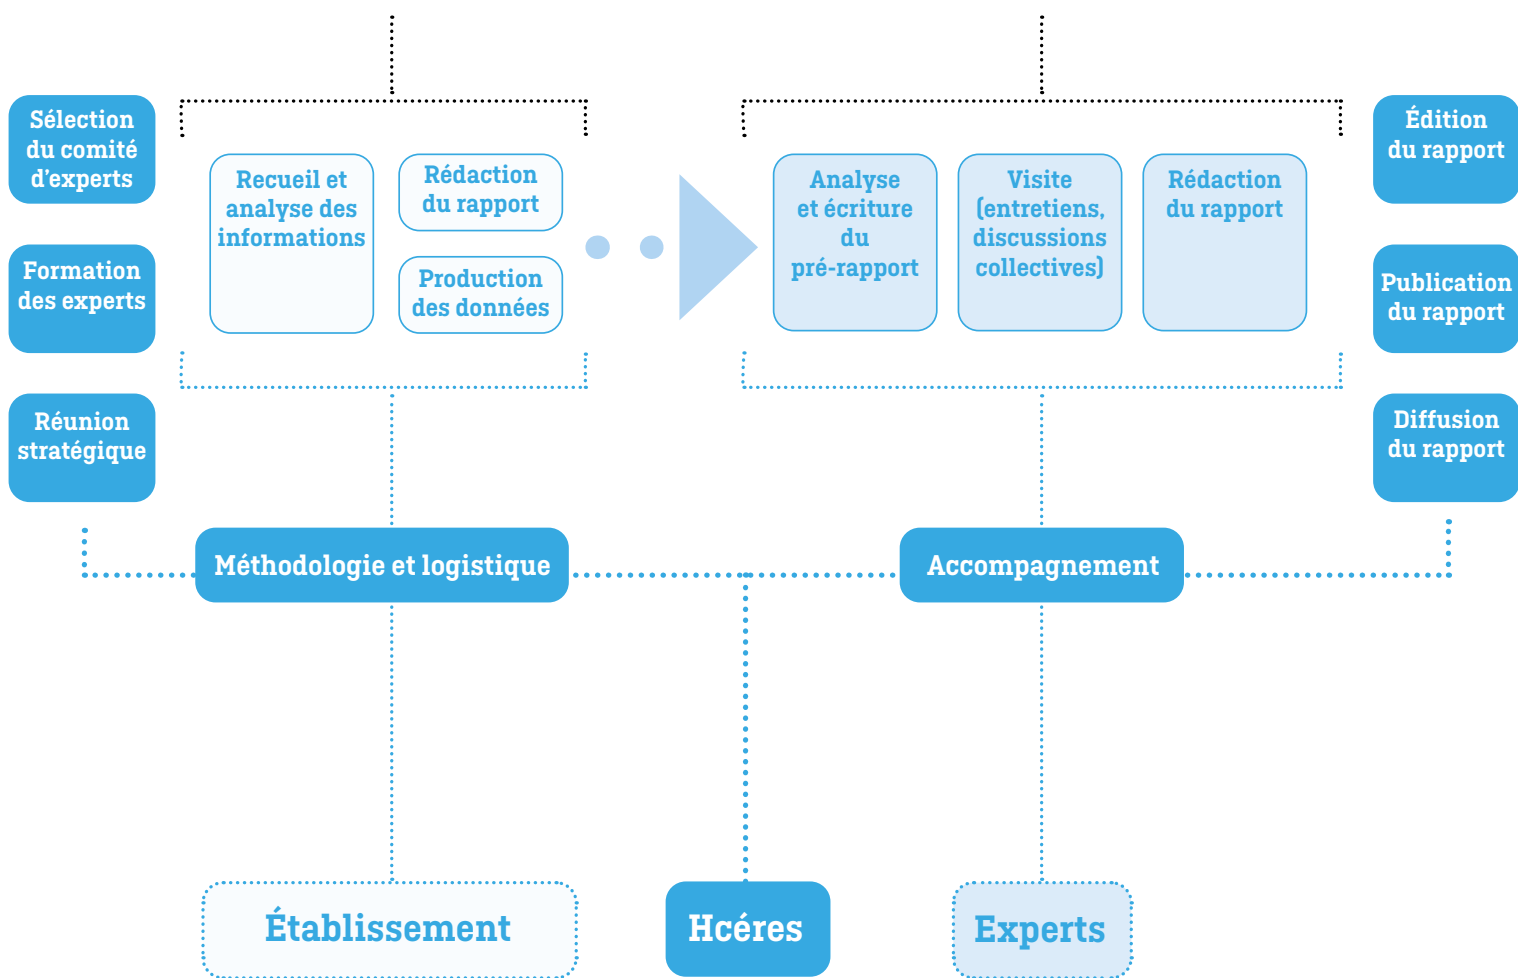 Sélection
du comité
d’experts
Formation
des experts
Réunion
stratégique
Recueil et
analyse des
informations
Rédaction
du rapport
Production
des données
Analyse
et écriture
du
pré-rapport
Visite
(entretiens,
discussions
collectives)
Rédaction
du rapport
Édition
du rapport
Publication
du rapport
Diffusion
du rapport
Méthodologie et logistique
Accompagnement
Établissement
Hcéres
Experts